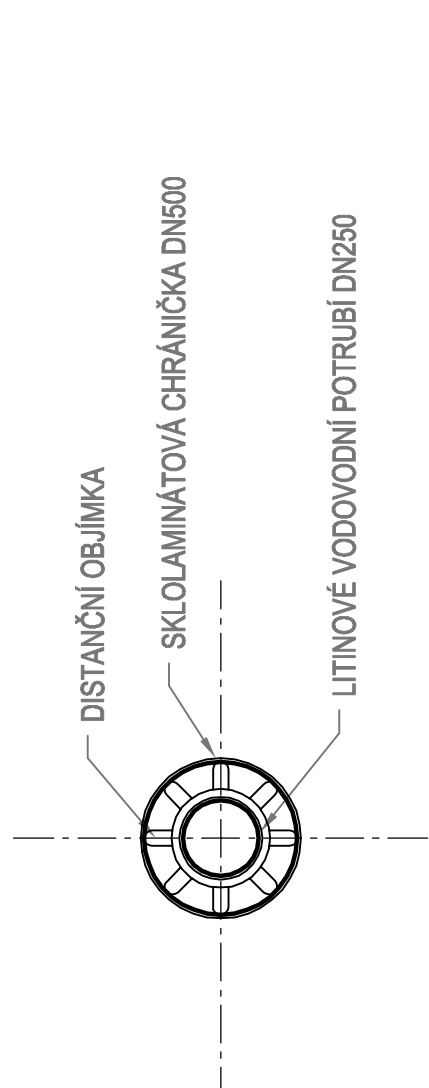 DISTANČNÍ OBJÍMKA
SKLOLAMINÁTOVÁ CHRÁNIČKA DN500
LITINOVÉ VODOVODNÍ POTRUBÍ DN250